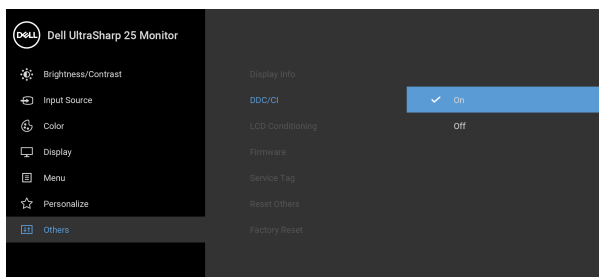 DELL Dell UltraSharp 25 Monitor
Brightness/Contrast
Input Source
Color
Display
Menu
Personalize
Others
Display Info
DDC/CI
LCD Conditioning
Firmware
Service Tag
Reset Others
Factory Reset
On
Off